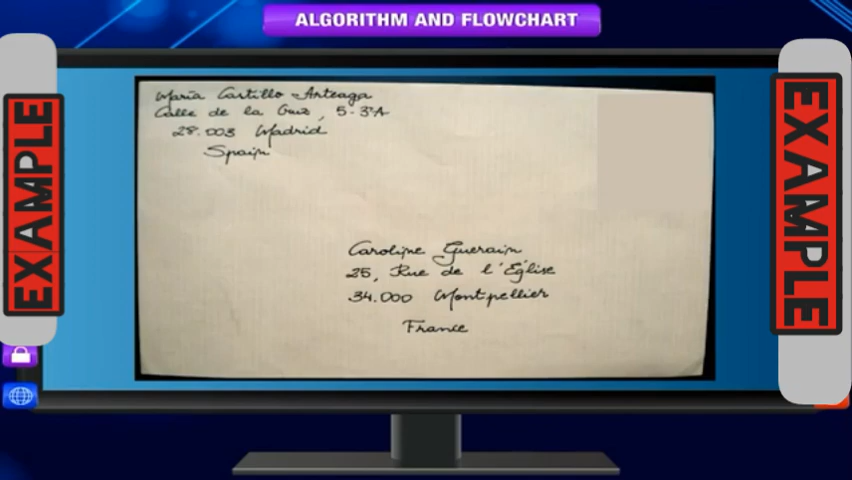 ALGORITHM AND FLOWCHART
EXAMPLE
EXAMPLE
María Castillo-Arteaga
Calle de la Cruz, 5-3ºA
28.003 Madrid
Spain
Caroline Guerain
25, Rue de l'Église
34.000 Montpellier
France